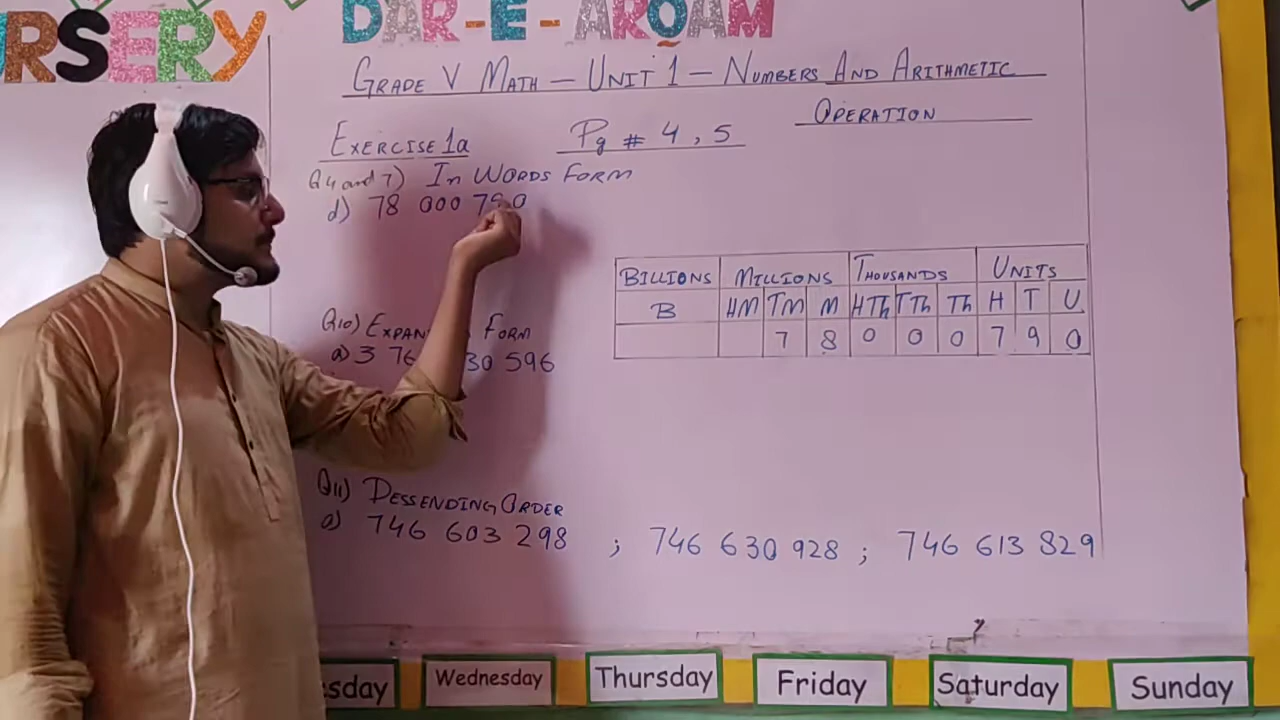 URSERY
DAR-E-ARQAM
GRADE V MATH - UNIT 1 - NUMBERS AND ARITHMETIC
OPERATION
EXERCISE 1a Pg # 4, 5
Q4 and 7) IN WORDS FORM
d) 78 000 790
BILLIONS MILLIONS THOUSANDS UNITS
B HM TM M HTh TTh Th H T U
7 8 0 0 0 7 9 0
Q10) EXPAN FORM
a) 3 76 30 596
Q11) DESSENDING ORDER
a) 746 603 298 ; 746 630 928 ; 746 613 829
sday Wednesday Thursday Friday Saturday Sunday